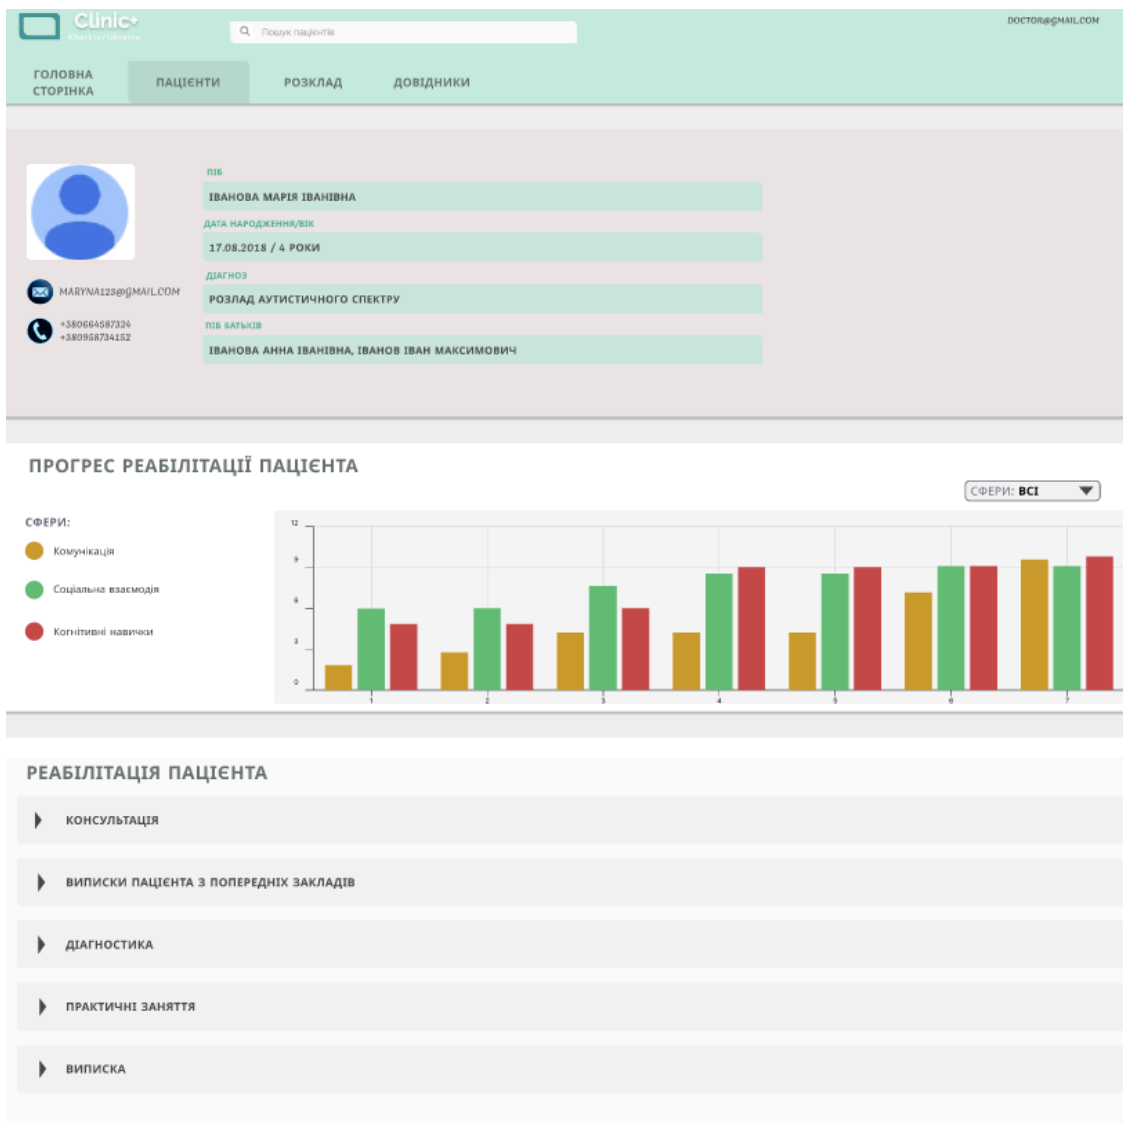 Clinic+
Kharkiv/Ukraine
Пошук пацієнтів
DOCTOR@GMAIL.COM
ГОЛОВНА
СТОРІНКА
ПАЦІЄНТИ
РОЗКЛАД
ДОВІДНИКИ
ПІБ
ІВАНОВА МАРІЯ ІВАНІВНА
ДАТА НАРОДЖЕННЯ/ВІК
17.08.2018 / 4 РОКИ
MARYNA123@GMAIL.COM
ДІАГНОЗ
РОЗЛАД АУТИСТИЧНОГО СПЕКТРУ
+380664587324
+380958734152
ПІБ БАТЬКІВ
ІВАНОВА АННА ІВАНІВНА, ІВАНОВ ІВАН МАКСИМОВИЧ
ПРОГРЕС РЕАБІЛІТАЦІЇ ПАЦІЄНТА
СФЕРИ: ВСІ
СФЕРИ:
Комунікація
Соціальна взаємодія
Когнітивні навички
12
9
6
3
0
1 2 3 4 5 6 7
РЕАБІЛІТАЦІЯ ПАЦІЄНТА
КОНСУЛЬТАЦІЯ
ВИПИСКИ ПАЦІЄНТА З ПОПЕРЕДНІХ ЗАКЛАДІВ
ДІАГНОСТИКА
ПРАКТИЧНІ ЗАНЯТТЯ
ВИПИСКА